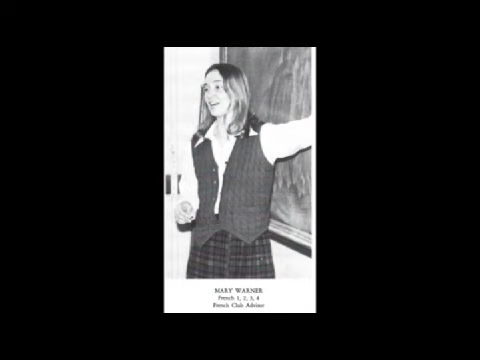 MARY WARNER
French 1, 2, 3, 4
French Club Advisor